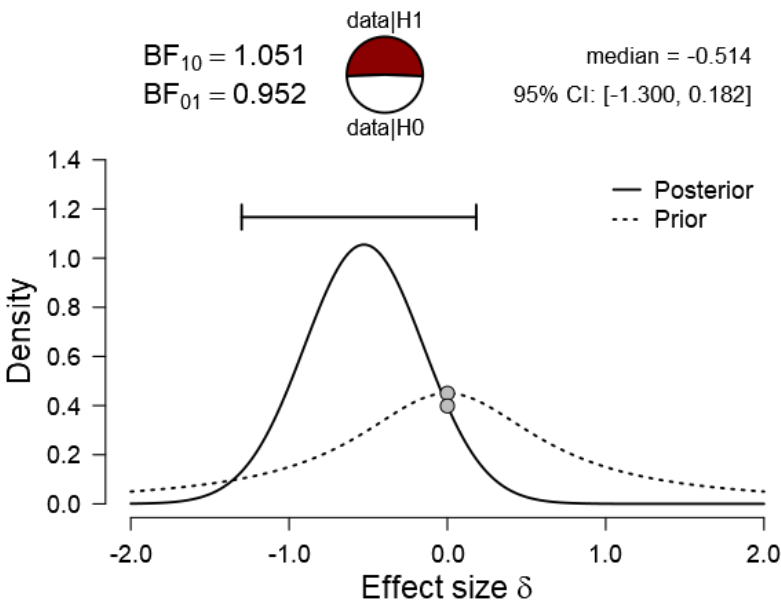 data|H1
BF10 = 1.051
BF01 = 0.952
median = -0.514
95% CI: [-1.300, 0.182]
data|H0
Posterior
Prior
1.4
1.2
1.0
0.8
0.6
0.4
0.2
0.0
Density
-2.0 -1.0 0.0 1.0 2.0
Effect size δ